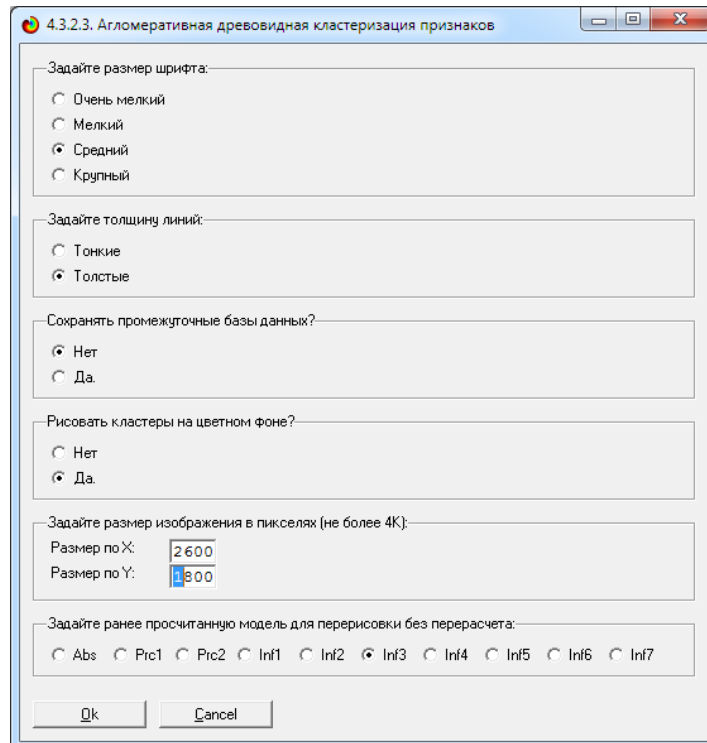 4.3.2.3. Агломеративная древовидная кластеризация признаков
Задайте размер шрифта:
Очень мелкий
Мелкий
Средний
Крупный
Задайте толщину линий:
Тонкие
Толстые
Сохранять промежуточные базы данных?
Нет
Да.
Рисовать кластеры на цветном фоне?
Нет
Да.
Задайте размер изображения в пикселях (не более 4К):
Размер по X: 2600
Размер по Y: 1800
Задайте ранее просчитанную модель для перерисовки без перерасчета:
Abs Prc1 Prc2 Inf1 Inf2 Inf3 Inf4 Inf5 Inf6 Inf7
Ok Cancel